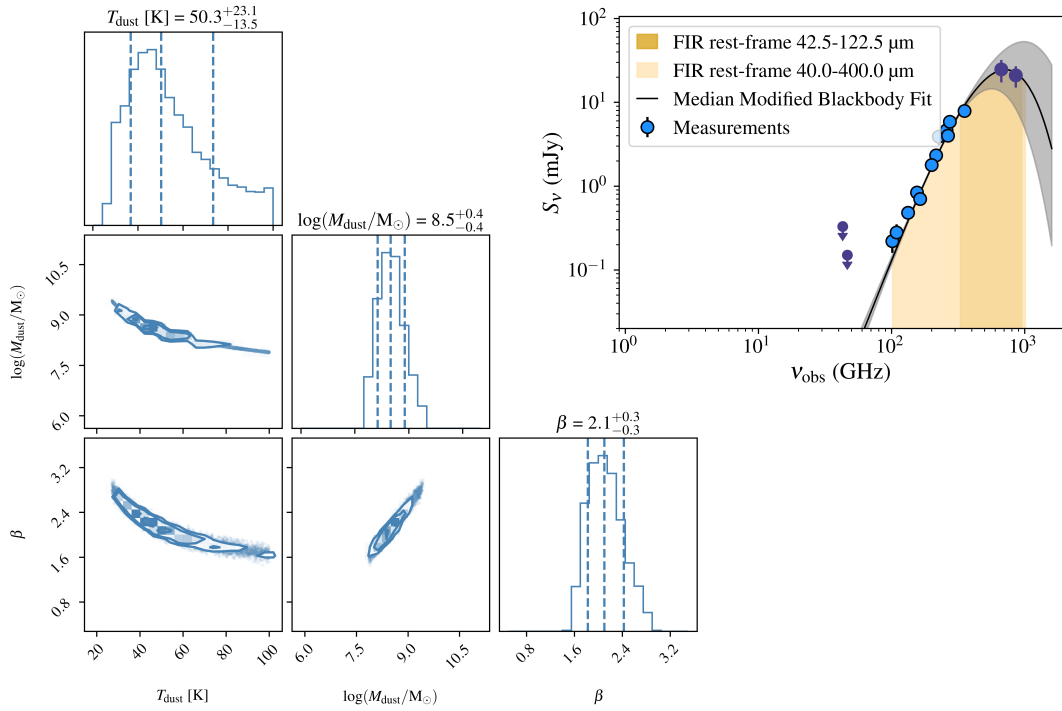 T_dust [K] = 50.3^{+23.1}_{−13.5}
log(M_dust/M_⊙) = 8.5^{+0.4}_{−0.4}
β = 2.1^{+0.3}_{−0.3}
log(M_dust/M_⊙)
10.5
9.0
7.5
6.0
β
3.2
2.4
1.6
0.8
20
40
60
80
100
T_dust [K]
6.0
7.5
9.0
10.5
log(M_dust/M_⊙)
0.8
1.6
2.4
3.2
β
FIR rest-frame 42.5-122.5 μm
FIR rest-frame 40.0-400.0 μm
Median Modified Blackbody Fit
Measurements
S_ν (mJy)
10^2
10^1
10^0
10^{−1}
10^0
10^1
10^2
10^3
ν_obs (GHz)